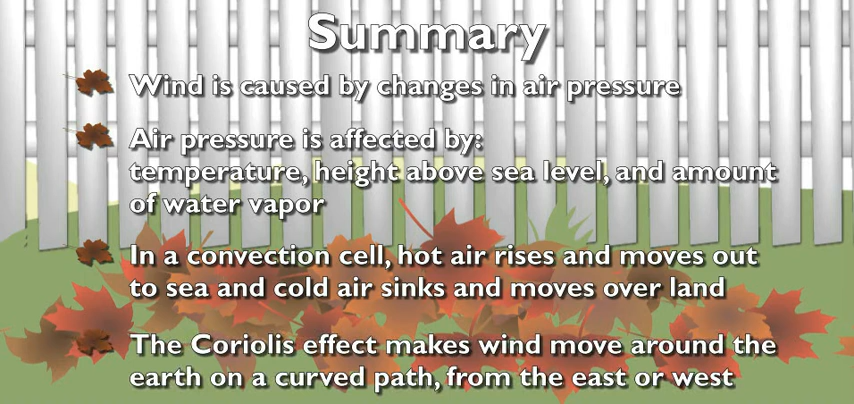 Summary
Wind is caused by changes in air pressure
Air pressure is affected by:
temperature, height above sea level, and amount
of water vapor
In a convection cell, hot air rises and moves out
to sea and cold air sinks and moves over land
The Coriolis effect makes wind move around the
earth on a curved path, from the east or west